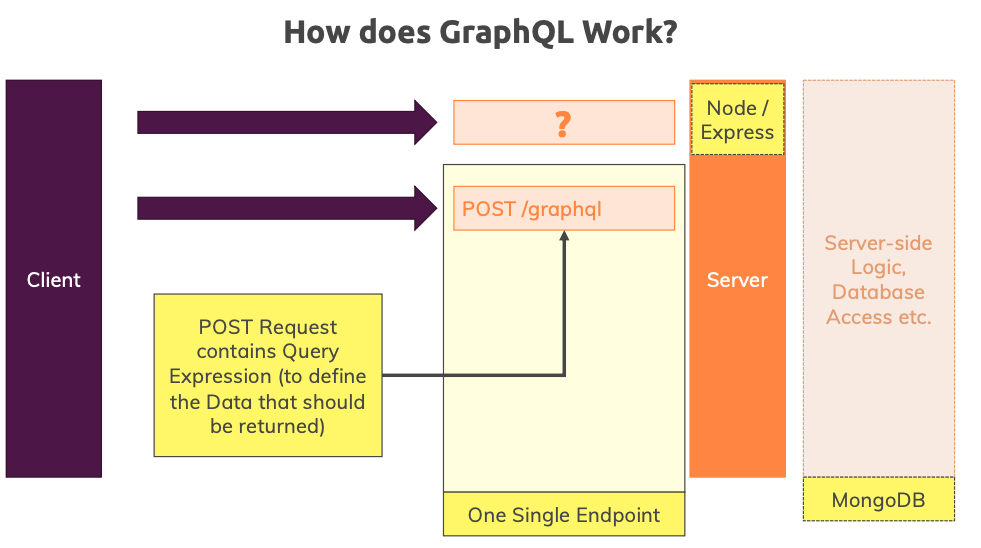 How does GraphQL Work?
Client
?
POST /graphql
POST Request
contains Query
Expression (to define
the Data that should
be returned)
One Single Endpoint
Node /
Express
Server
Server-side
Logic,
Database
Access etc.
MongoDB